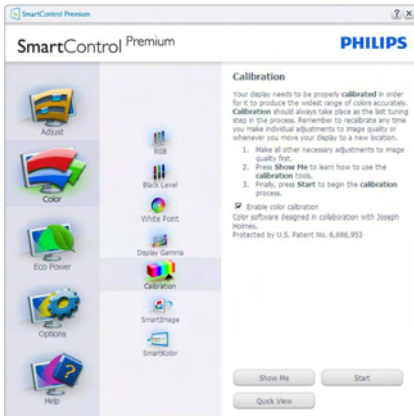 SmartControl Premium
SmartControl Premium
PHILIPS
Adjust
Color
Eco Power
Options
Help
RGB
Black Level
White Point
Display Gamma
Calibration
SmartImage
SmartKolor
Calibration
Your display needs to be properly calibrated in order
for it to produce the widest range of colors accurately.
Calibration should always take place as the last tuning
step in the process. Remember to recalibrate any time
you make individual adjustments to image quality or
whenever you move your display to a new location.
1. Make all other necessary adjustments to image
quality first.
2. Press Show Me to learn how to use the
calibration tools.
3. Finally, press Start to begin the calibration
process.
Enable color calibration
Color software designed in collaboration with Joseph
Holmes.
Protected by U.S. Patent No. 6,686,953
Show Me
Start
Quick View